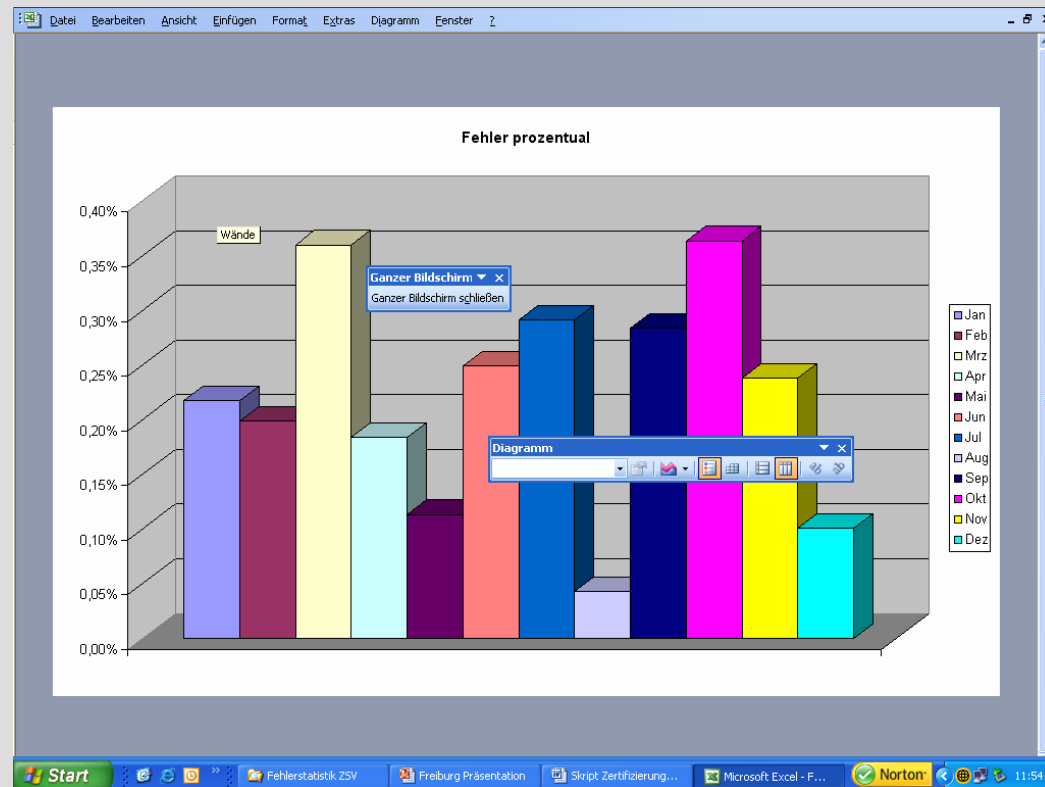 Datei Bearbeiten Ansicht Einfügen Format Extras Diagramm Fenster ?
Fehler prozentual
0,40%
0,35%
0,30%
0,25%
0,20%
0,15%
0,10%
0,05%
0,00%
Wände
Ganzer Bildschirm
Ganzer Bildschirm schließen
Diagramm
Jan
Feb
Mrz
Apr
Mai
Jun
Jul
Aug
Sep
Okt
Nov
Dez
Start
Fehlerstatistik ZSV
Freiburg Präsentation
Skript Zertifizierung...
Microsoft Excel - F...
Norton
11:54